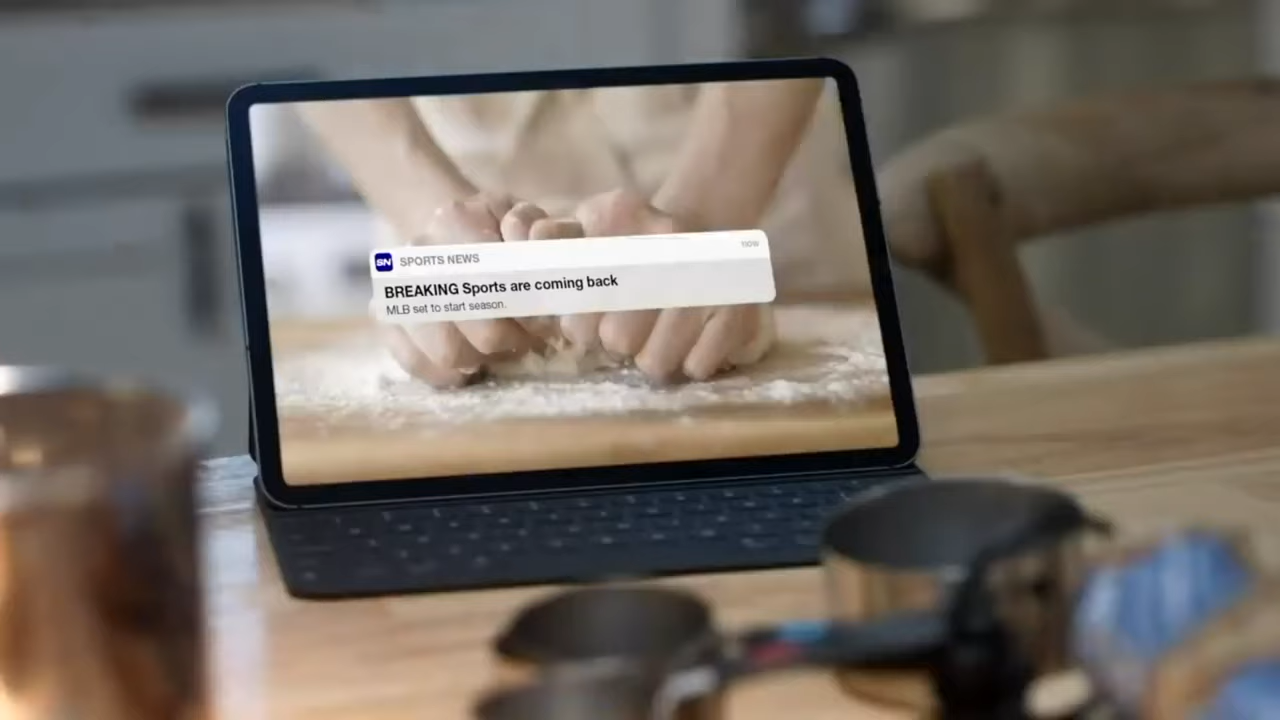 SN SPORTS NEWS now
BREAKING Sports are coming back
MLB set to start season.